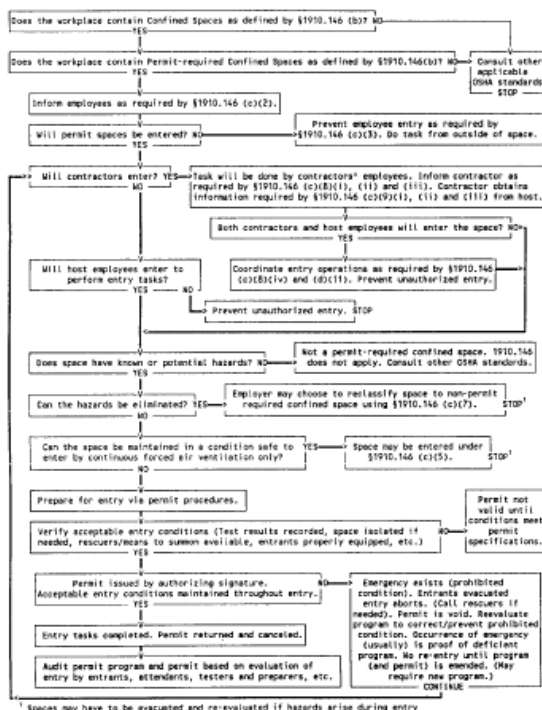 Does the workplace contain Confined Spaces as defined by §1910.146 (b)? NO
YES
Does the workplace contain Permit-required Confined Spaces as defined by §1910.146(b)? NO
YES
Consult other
applicable
OSHA standards.
STOP
Inform employees as required by §1910.146 (c)(2).
Will permit spaces be entered? NO
YES
Prevent employee entry as required by
§1910.146 (c)(3). Do task from outside of space.
Will contractors enter? YES
NO
Task will be done by contractors' employees. Inform contractor as
required by §1910.146 (c)(8)(i), (ii) and (iii). Contractor obtains
information required by §1910.146 (c)(9)(i), (ii) and (iii) from host.
Both contractors and host employees will enter the space? NO
YES
Will host employees enter to
perform entry tasks?
YES NO
Coordinate entry operations as required by §1910.146
(c)(8)(iv) and (d)(11). Prevent unauthorized entry.
Prevent unauthorized entry. STOP
Does space have known or potential hazards? NO
YES
Not a permit-required confined space. 1910.146
does not apply. Consult other OSHA standards.
Can the hazards be eliminated? YES
NO
Employer may choose to reclassify space to non-permit
required confined space using §1910.146 (c)(7). STOP¹
Can the space be maintained in a condition safe to
enter by continuous forced air ventilation only?
YES
NO
Space may be entered under
§1910.146 (c)(5). STOP¹
Prepare for entry via permit procedures.
Verify acceptable entry conditions (Test results recorded, space isolated if
needed, rescuers/means to summon available, entrants properly equipped, etc.)
NO
YES
Permit not
valid until
conditions meet
permit
specifications.
Permit issued by authorizing signature.
Acceptable entry conditions maintained throughout entry.
NO
YES
Emergency exists (prohibited
condition). Entrants evacuated
entry aborts. (Call rescuers if
needed). Permit is void. Reevaluate
program to correct/prevent prohibited
condition. Occurrence of emergency
(usually) is proof of deficient
program. No re-entry until program
(and permit) is amended. (May
require new program.)
CONTINUE
Entry tasks completed. Permit returned and canceled.
Audit permit program and permit based on evaluation of
entry by entrants, attendants, testers and preparers, etc.
¹ Spaces may have to be evacuated and re-evaluated if hazards arise during entry